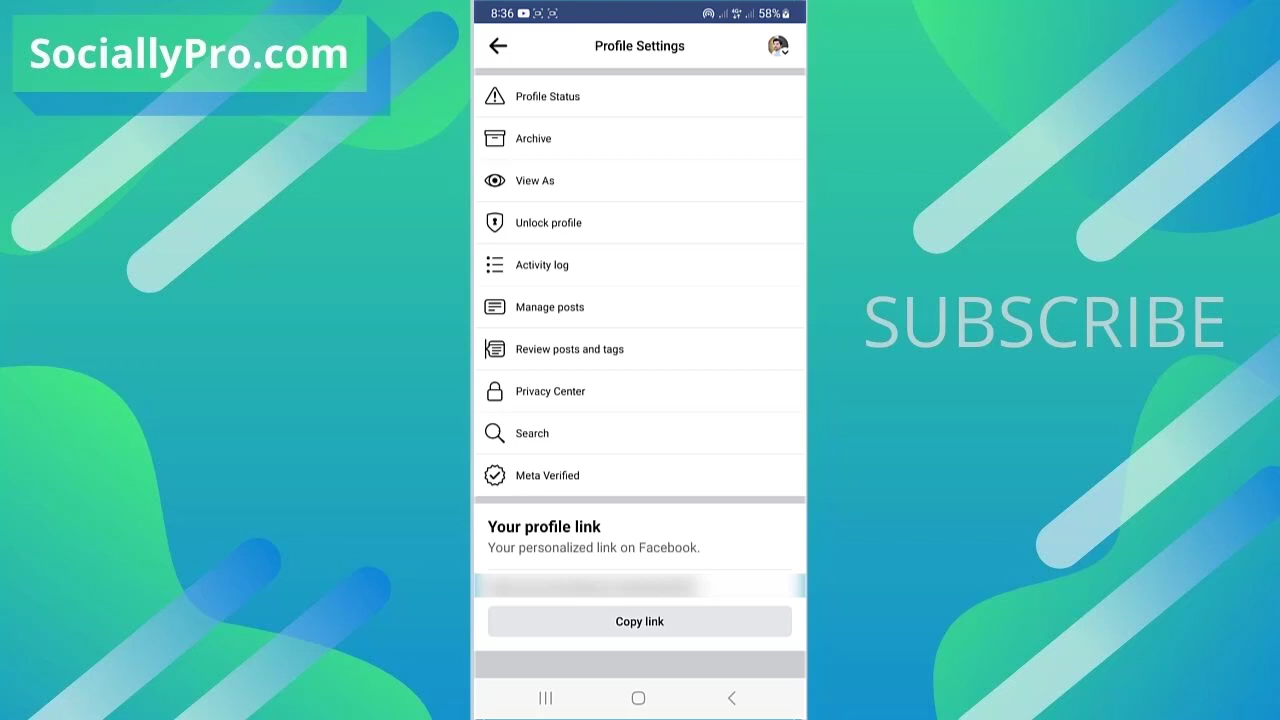 SociallyPro.com
8:36
58%
Profile Settings
Profile Status
Archive
View As
Unlock profile
Activity log
Manage posts
Review posts and tags
Privacy Center
Search
Meta Verified
Your profile link
Your personalized link on Facebook.
Copy link
SUBSCRIBE